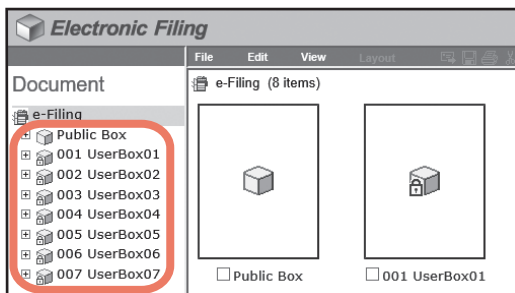 Electronic Filing
File Edit View Layout
Document
e-Filing (8 items)
e-Filing
Public Box
001 UserBox01
002 UserBox02
003 UserBox03
004 UserBox04
005 UserBox05
006 UserBox06
007 UserBox07
Public Box
001 UserBox01